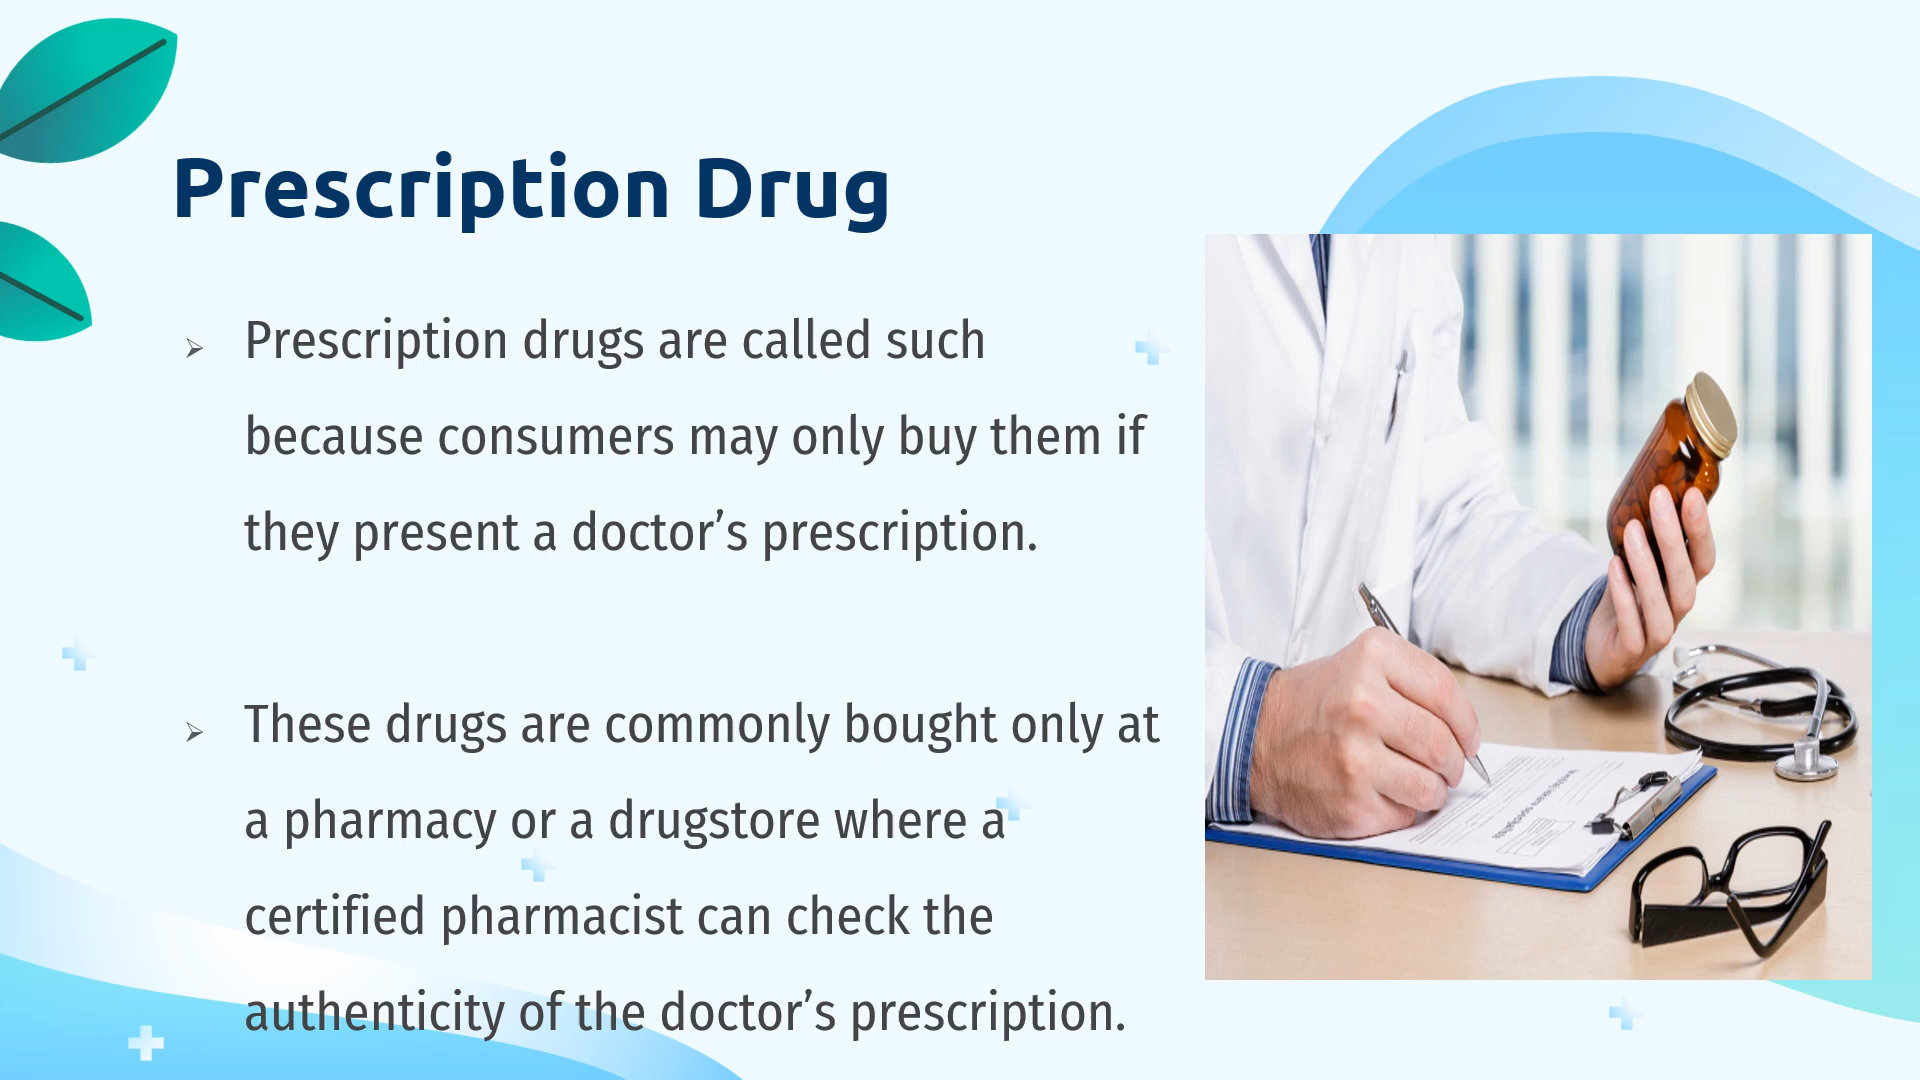 Prescription Drug
➢ Prescription drugs are called such
because consumers may only buy them if
they present a doctor’s prescription.
➢ These drugs are commonly bought only at
a pharmacy or a drugstore where a
certified pharmacist can check the
authenticity of the doctor’s prescription.